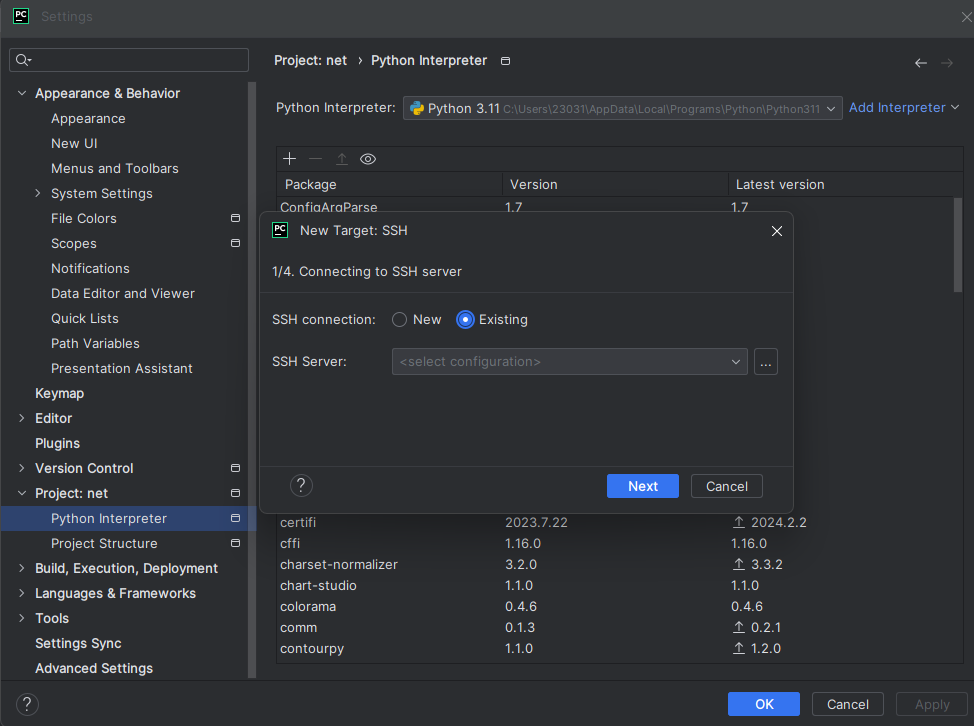 PC Settings
Appearance & Behavior
Appearance
New UI
Menus and Toolbars
System Settings
File Colors
Scopes
Notifications
Data Editor and Viewer
Quick Lists
Path Variables
Presentation Assistant
Keymap
Editor
Plugins
Version Control
Project: net
Python Interpreter
Project Structure
Build, Execution, Deployment
Languages & Frameworks
Tools
Settings Sync
Advanced Settings
?
Project: net › Python Interpreter
Python Interpreter: Python 3.11 C:\Users\23031\AppData\Local\Programs\Python\Python311 Add Interpreter
Package Version Latest version
ConfigArgParse 1.7 1.7
PC New Target: SSH
1/4. Connecting to SSH server
SSH connection: New Existing
SSH Server: <select configuration> ...
? Next Cancel
certifi 2023.7.22 2024.2.2
cffi 1.16.0 1.16.0
charset-normalizer 3.2.0 3.3.2
chart-studio 1.1.0 1.1.0
colorama 0.4.6 0.4.6
comm 0.1.3 0.2.1
contourpy 1.1.0 1.2.0
OK Cancel Apply